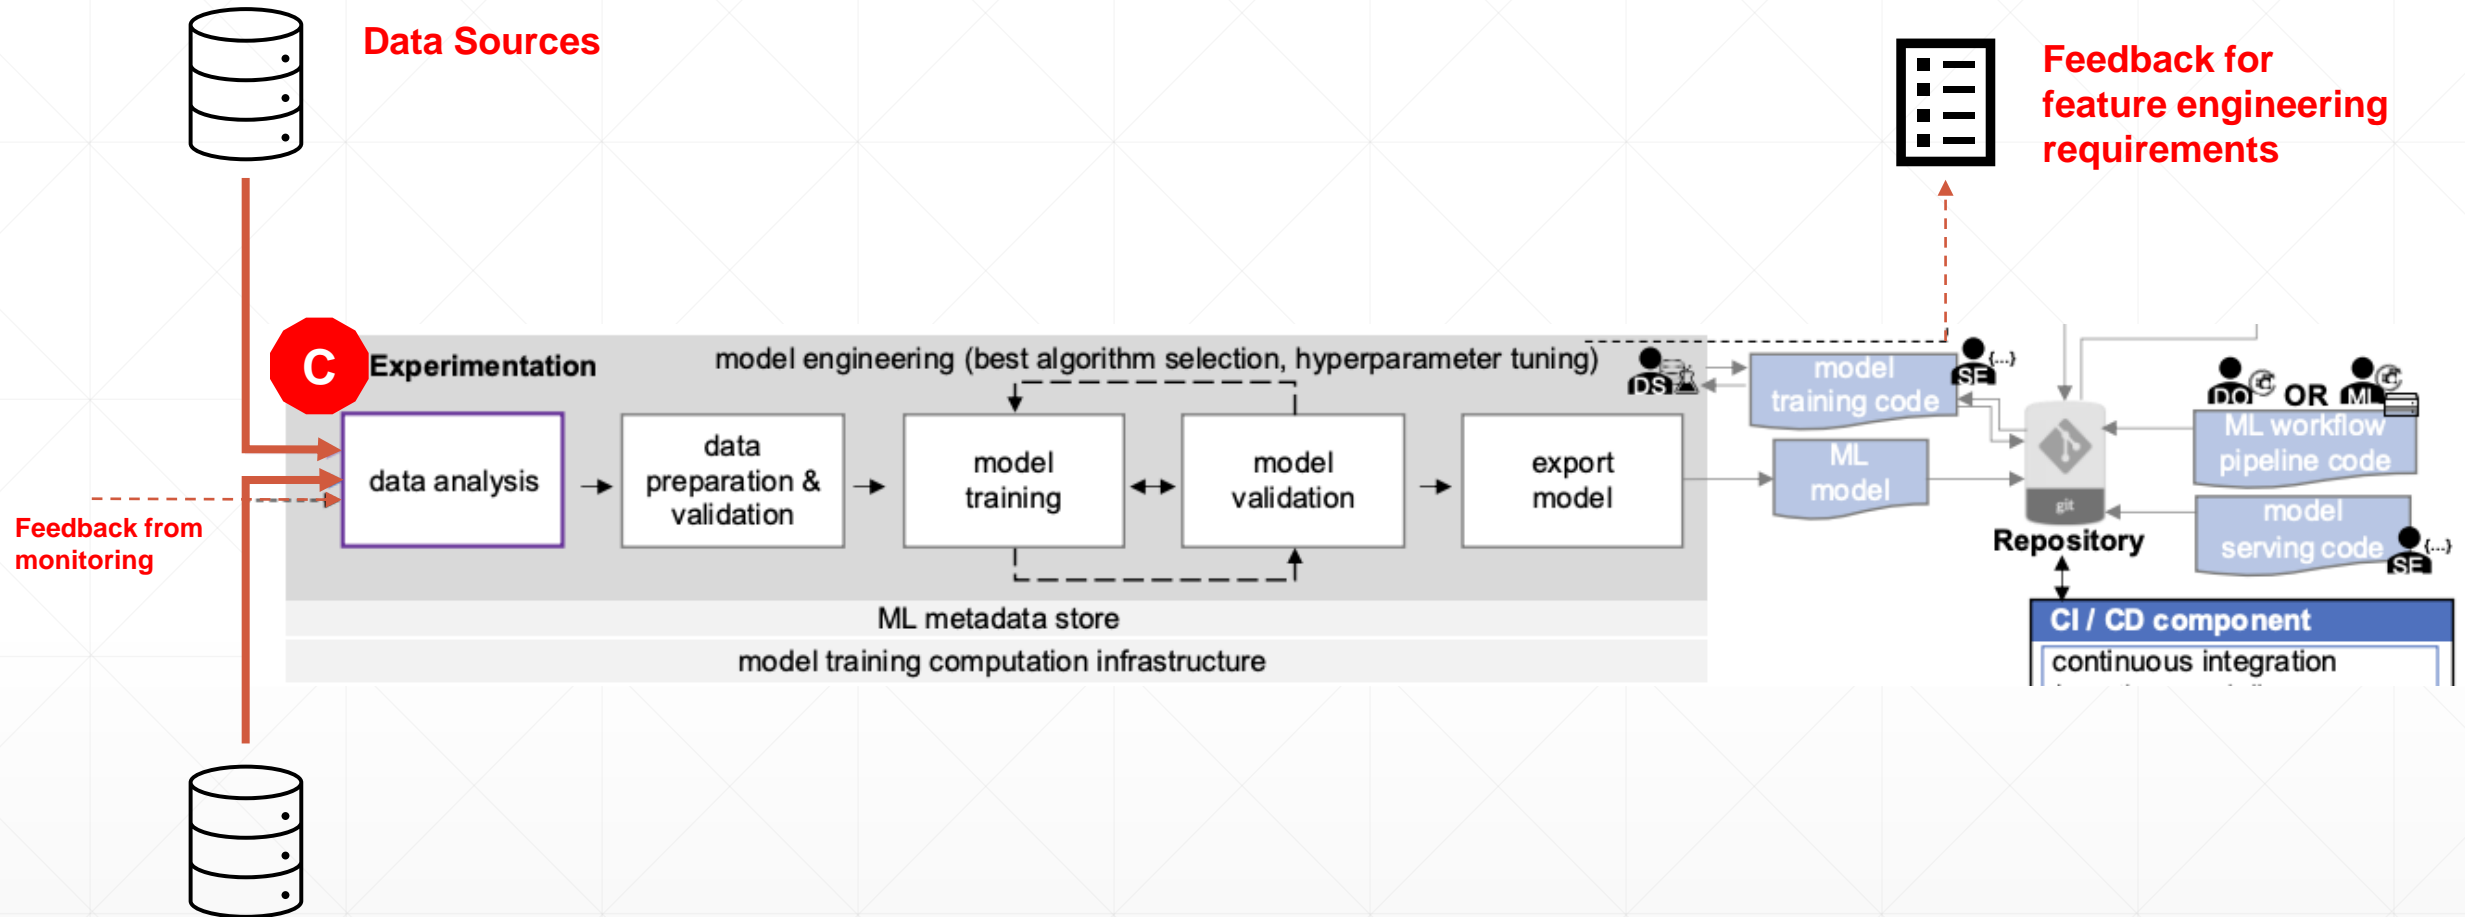 Data Sources
Feedback for
feature engineering
requirements
C
Experimentation
model engineering (best algorithm selection, hyperparameter tuning)
DS
model
training code
SE
{...}
DO
OR
ML
ML workflow
pipeline code
data analysis
data
preparation &
validation
model
training
model
validation
export
model
ML
model
git
Repository
model
serving code
SE
{...}
Feedback from
monitoring
ML metadata store
model training computation infrastructure
CI / CD component
continuous integration